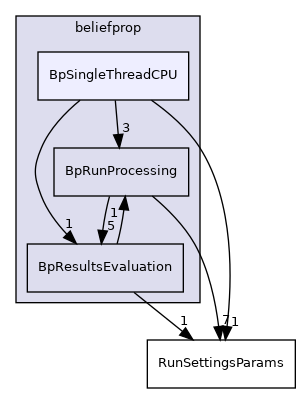 beliefprop
BpSingleThreadCPU
3
BpRunProcessing
1
1
5
BpResultsEvaluation
1
7
1
RunSettingsParams